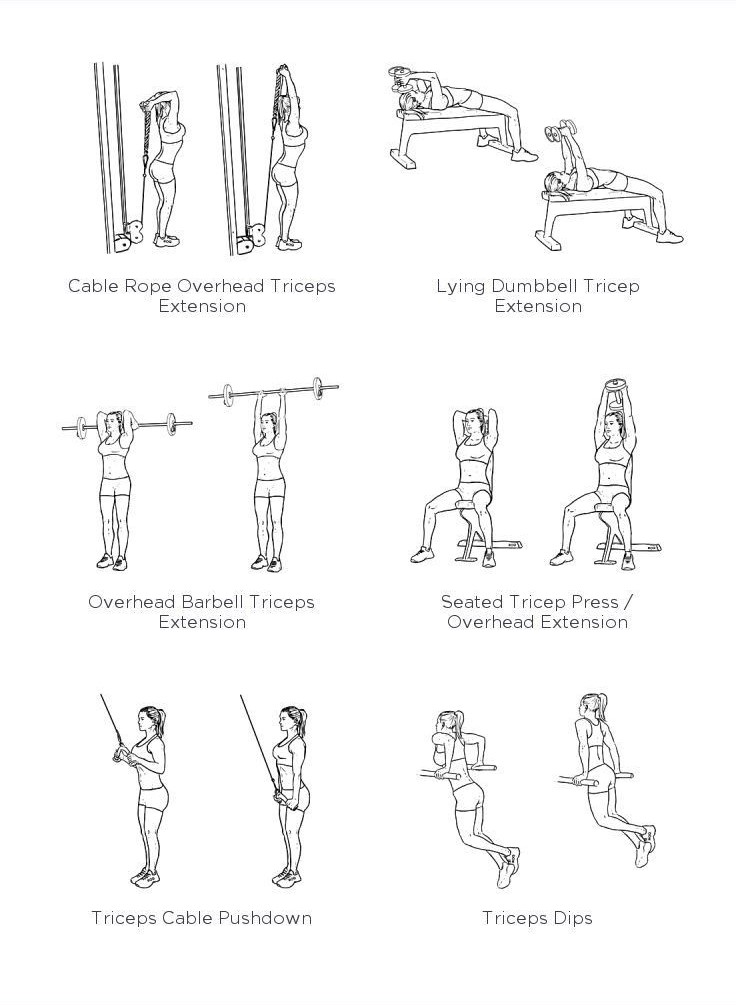 Cable Rope Overhead Triceps
Extension
Lying Dumbbell Tricep
Extension
Overhead Barbell Triceps
Extension
Seated Tricep Press /
Overhead Extension
Triceps Cable Pushdown
Triceps Dips